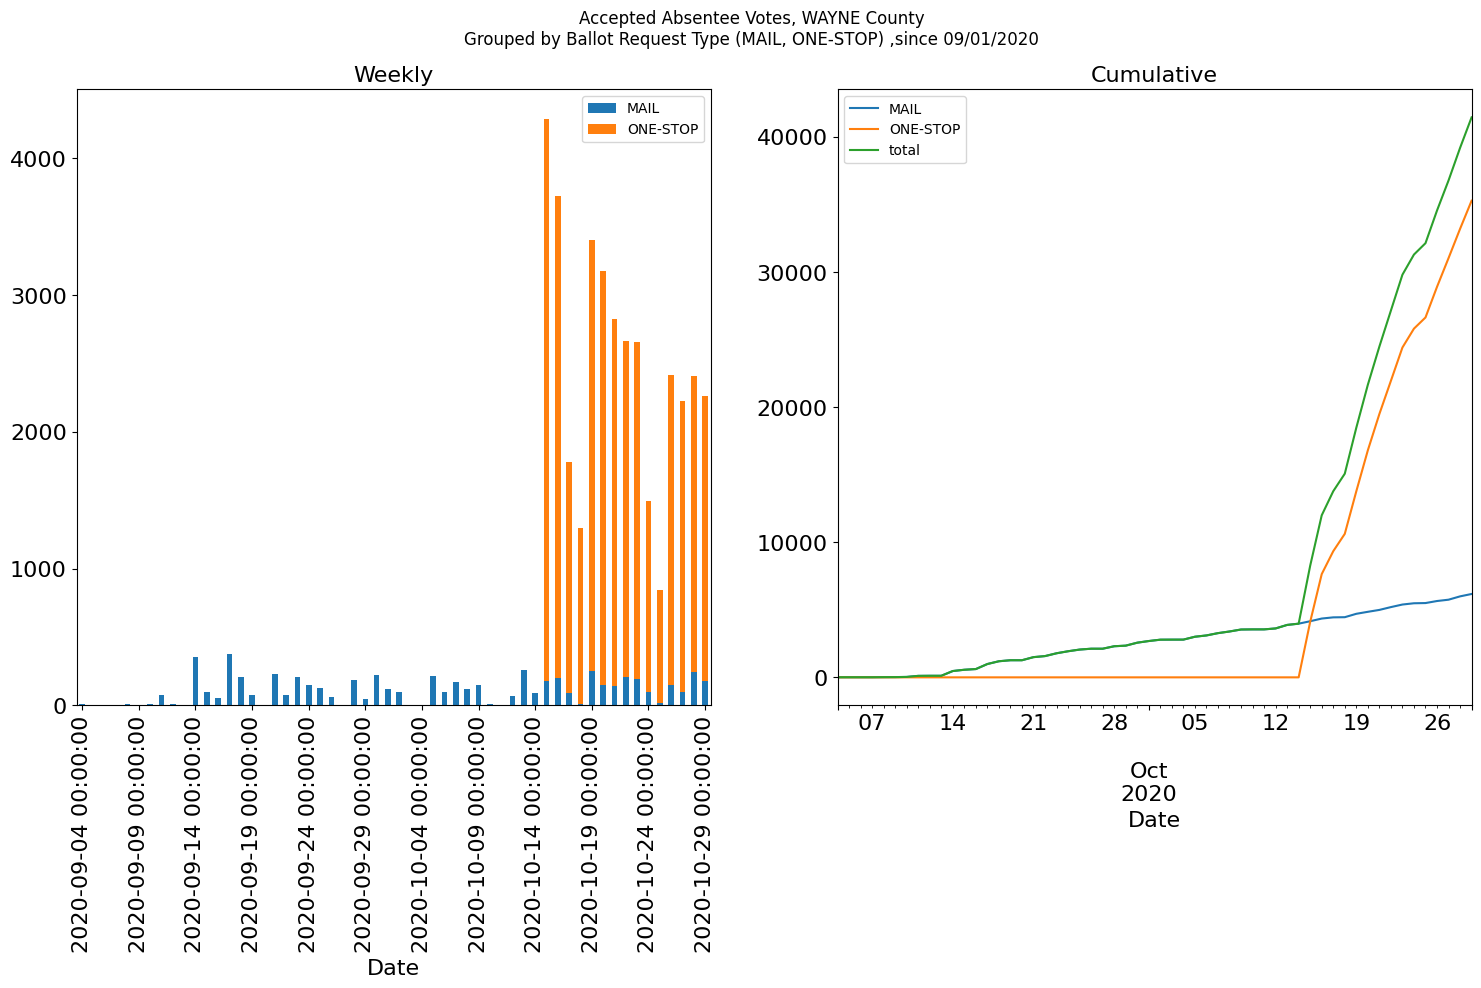 Accepted Absentee Votes, WAYNE County
Grouped by Ballot Request Type (MAIL, ONE-STOP) ,since 09/01/2020
Weekly
MAIL
ONE-STOP
4000
3000
2000
1000
0
2020-09-04 00:00:00
2020-09-09 00:00:00
2020-09-14 00:00:00
2020-09-19 00:00:00
2020-09-24 00:00:00
2020-09-29 00:00:00
2020-10-04 00:00:00
2020-10-09 00:00:00
2020-10-14 00:00:00
2020-10-19 00:00:00
2020-10-24 00:00:00
2020-10-29 00:00:00
Date
Cumulative
MAIL
ONE-STOP
total
40000
30000
20000
10000
0
07 14 21 28 05 12 19 26
Oct
2020
Date